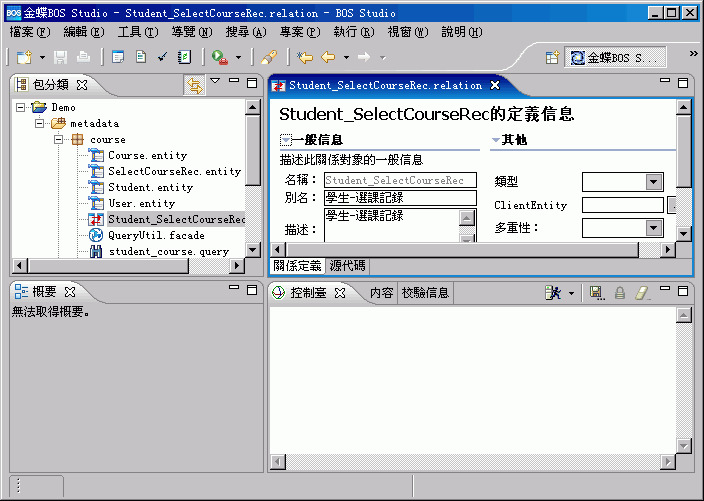 BOS 金蝶BOS Studio - Student_SelectCourseRec.relation - BOS Studio
檔案(F) 編輯(E) 工具(T) 導覽(N) 搜尋(A) 專案(P) 執行(R) 視窗(W) 說明(H)
金蝶BOS S...
包分類
Demo
metadata
course
Course.entity
SelectCourseRec.entity
Student.entity
User.entity
Student_SelectCourseRec
QueryUtil.facade
student_course.query
Student_SelectCourseRec.relation
Student_SelectCourseRec的定義信息
一般信息 其他
描述此關係對象的一般信息
名稱： Student_SelectCourseRec 類型
別名： 學生-選課記錄 ClientEntity
描述： 學生-選課記錄 多重性：
關係定義 源代碼
概要
無法取得概要。
控制臺 內容 校驗信息